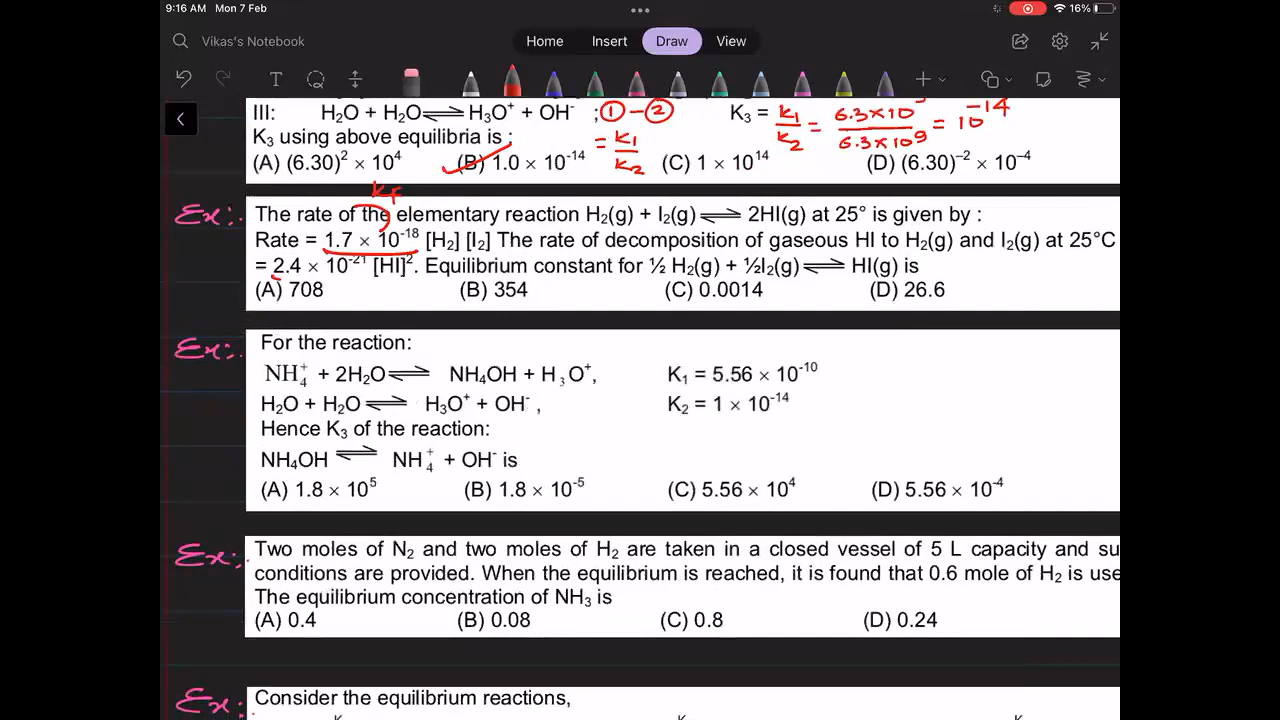 9:16 AM Mon 7 Feb
16%
Vikas's Notebook
Home Insert Draw View
III: H₂O + H₂O ⇌ H₃O⁺ + OH⁻ ; ① − ② K₃ = k₁/k₂ = 6.3×10⁻⁵/6.3×10⁹ = 10⁻¹⁴
K₃ using above equilibria is ; = k₁/k₂
(A) (6.30)² × 10⁴ (B) 1.0 × 10⁻¹⁴ (C) 1 × 10¹⁴ (D) (6.30)⁻² × 10⁻⁴
kf
Ex:. The rate of the elementary reaction H₂(g) + I₂(g) ⇌ 2HI(g) at 25° is given by :
Rate = 1.7 × 10⁻¹⁸ [H₂] [I₂] The rate of decomposition of gaseous HI to H₂(g) and I₂(g) at 25°C
= 2.4 × 10⁻²¹ [HI]². Equilibrium constant for ½ H₂(g) + ½I₂(g) ⇌ HI(g) is
(A) 708 (B) 354 (C) 0.0014 (D) 26.6
Ex:. For the reaction:
NH₄⁺ + 2H₂O ⇌ NH₄OH + H₃O⁺, K₁ = 5.56 × 10⁻¹⁰
H₂O + H₂O ⇌ H₃O⁺ + OH⁻, K₂ = 1 × 10⁻¹⁴
Hence K₃ of the reaction:
NH₄OH ⇌ NH₄⁺ + OH⁻ is
(A) 1.8 × 10⁵ (B) 1.8 × 10⁻⁵ (C) 5.56 × 10⁴ (D) 5.56 × 10⁻⁴
Ex:. Two moles of N₂ and two moles of H₂ are taken in a closed vessel of 5 L capacity and su
conditions are provided. When the equilibrium is reached, it is found that 0.6 mole of H₂ is use
The equilibrium concentration of NH₃ is
(A) 0.4 (B) 0.08 (C) 0.8 (D) 0.24
Ex:. Consider the equilibrium reactions,